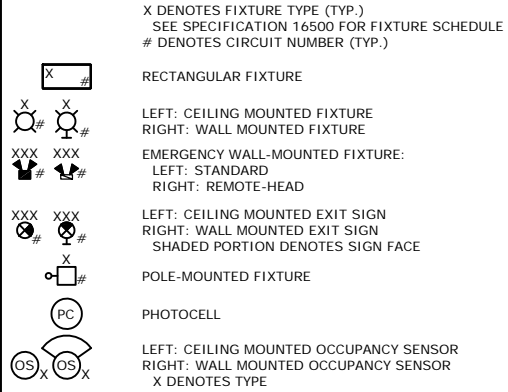 X DENOTES FIXTURE TYPE (TYP.)
SEE SPECIFICATION 16500 FOR FIXTURE SCHEDULE
# DENOTES CIRCUIT NUMBER (TYP.)
X # RECTANGULAR FIXTURE
X X
# # LEFT: CEILING MOUNTED FIXTURE
RIGHT: WALL MOUNTED FIXTURE
XXX XXX EMERGENCY WALL-MOUNTED FIXTURE:
# # LEFT: STANDARD
RIGHT: REMOTE-HEAD
XXX XXX LEFT: CEILING MOUNTED EXIT SIGN
# # RIGHT: WALL MOUNTED EXIT SIGN
SHADED PORTION DENOTES SIGN FACE
X
# POLE-MOUNTED FIXTURE
PC PHOTOCELL
LEFT: CEILING MOUNTED OCCUPANCY SENSOR
OS X OS X RIGHT: WALL MOUNTED OCCUPANCY SENSOR
X DENOTES TYPE